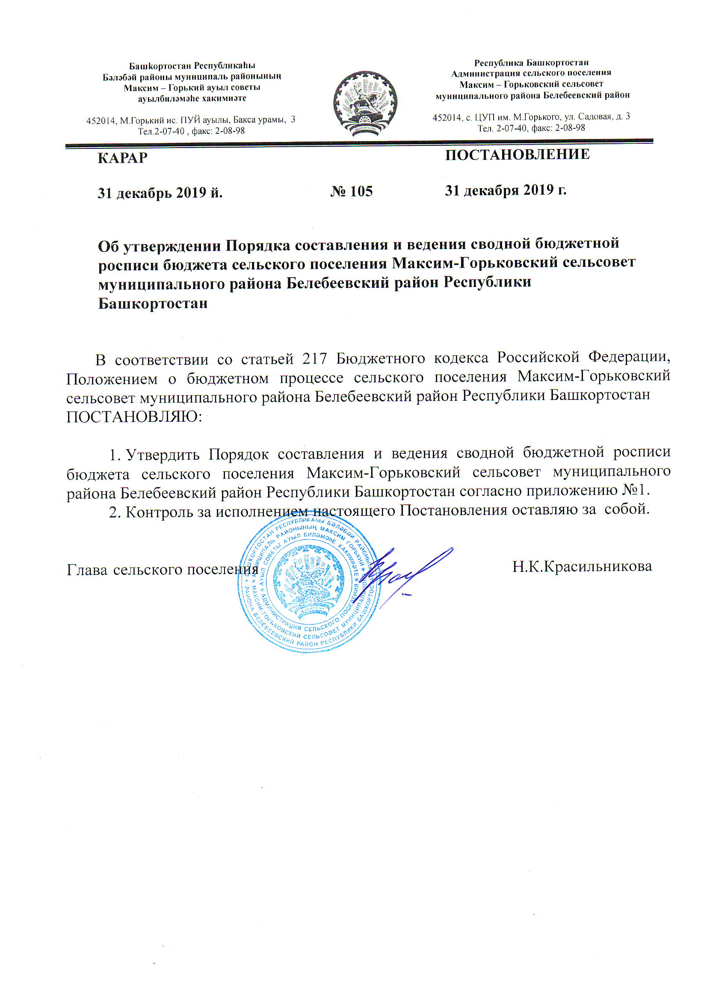 Башkортостан Республикаhы
Бәләбәй районы муниципаль районының
Максим – Горький ауыл советы
ауылбиләмәhе хакимиәте
452014, М.Горький ис. ПУЙ ауылы, Бакса урамы,  3
Тел.2-07-40 , факс: 2-08-98
Республика Башкортостан
Администрация сельского поселения
Максим – Горьковский сельсовет
муниципального района Белебеевский район
452014, с. ЦУП им. М.Горького, ул. Садовая, д. 3
Тел. 2-07-40, факс: 2-08-98
БАШКОРТОСТАН
КАРАР ПОСТАНОВЛЕНИЕ
31 декабрь 2019 й. № 105 31 декабря 2019 г.
Об утверждении Порядка составления и ведения сводной бюджетной
росписи бюджета сельского поселения Максим-Горьковский сельсовет
муниципального района Белебеевский район Республики
Башкортостан
В соответствии со статьей 217 Бюджетного кодекса Российской Федерации,
Положением о бюджетном процессе сельского поселения Максим-Горьковский
сельсовет муниципального района Белебеевский район Республики Башкортостан
ПОСТАНОВЛЯЮ:
1. Утвердить Порядок составления и ведения сводной бюджетной росписи
бюджета сельского поселения Максим-Горьковский сельсовет муниципального
района Белебеевский район Республики Башкортостан согласно приложению №1.
2. Контроль за исполнением настоящего Постановления оставляю за  собой.
Глава сельского поселения Н.К.Красильникова
БАШКОРТОСТАН РЕСПУБЛИКАҺЫ БӘЛӘБӘЙ РАЙОНЫ
МУНИЦИПАЛЬ РАЙОНЫНЫҢ МАКСИМ ГОРЬКИЙ
АУЫЛ СОВЕТЫ АУЫЛ БИЛӘМӘҺЕ ХАКИМИӘТЕ
АДМИНИСТРАЦИЯ СЕЛЬСКОГО ПОСЕЛЕНИЯ
МАКСИМ-ГОРЬКОВСКИЙ СЕЛЬСОВЕТ МУНИЦИПАЛЬНОГО
РАЙОНА БЕЛЕБЕЕВСКИЙ РАЙОН РЕСПУБЛИКИ БАШКОРТОСТАН